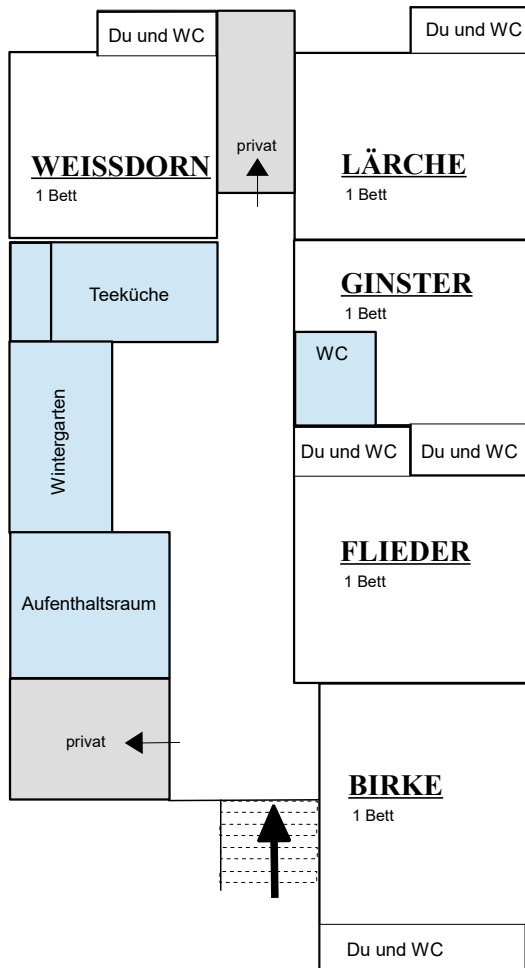 Du und WC
Du und WC
privat
WEISSDORN
1 Bett
LÄRCHE
1 Bett
Teeküche
GINSTER
1 Bett
WC
Wintergarten
Du und WC
Du und WC
FLIEDER
1 Bett
Aufenthaltsraum
privat
BIRKE
1 Bett
Du und WC